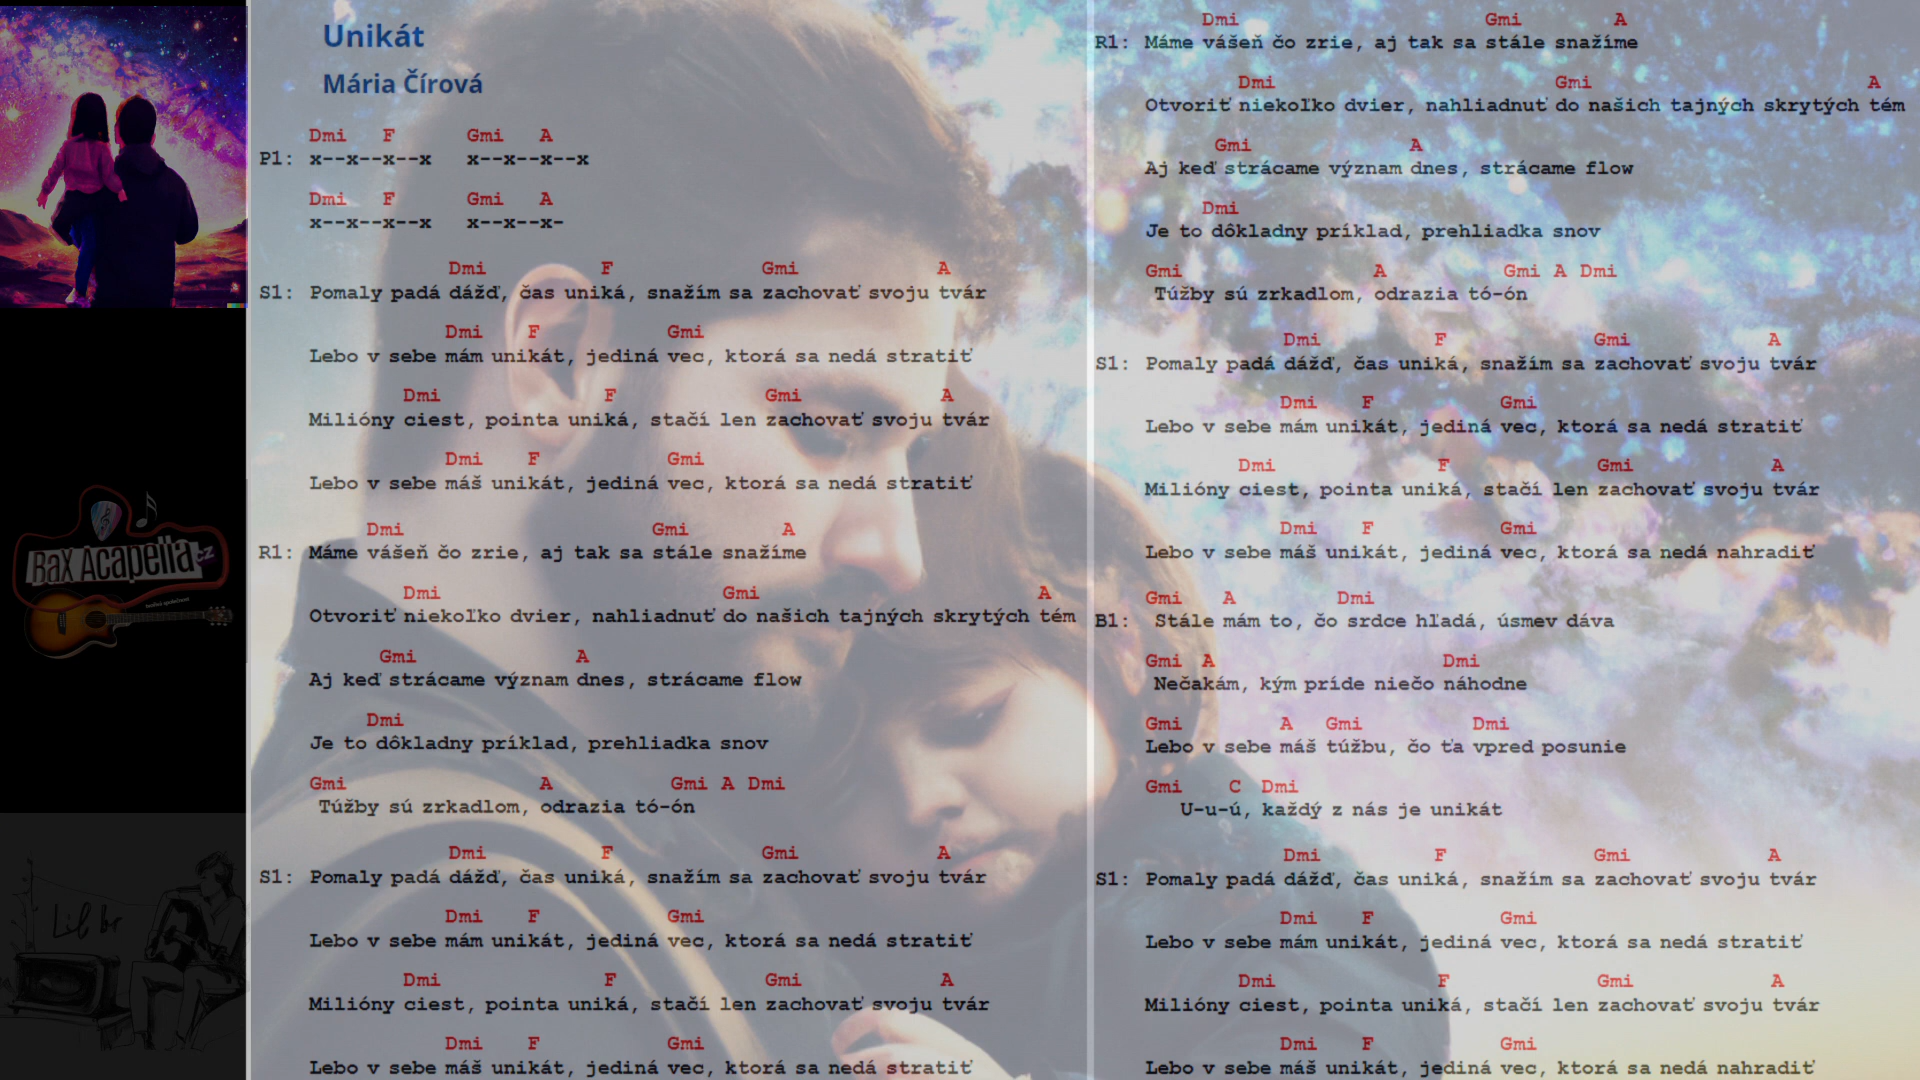 Unikát
Mária Čírová
Dmi F Gmi A
P1: x--x--x--x x--x--x--x
Dmi F Gmi A
x--x--x--x x--x--x-
Dmi F Gmi A
S1: Pomaly padá dážď, čas uniká, snažím sa zachovať svoju tvár
Dmi F Gmi
Lebo v sebe mám unikát, jediná vec, ktorá sa nedá stratiť
Dmi F Gmi A
Milióny ciest, pointa uniká, stačí len zachovať svoju tvár
Dmi F Gmi
Lebo v sebe máš unikát, jediná vec, ktorá sa nedá stratiť
Dmi Gmi A
R1: Máme vášeň čo zrie, aj tak sa stále snažíme
Dmi Gmi A
Otvoriť niekoľko dvier, nahliadnuť do našich tajných skrytých tém
Gmi A
Aj keď strácame význam dnes, strácame flow
Dmi
Je to dôkladny príklad, prehliadka snov
Gmi A Gmi A Dmi
Túžby sú zrkadlom, odrazia tó-ón
Dmi F Gmi A
S1: Pomaly padá dážď, čas uniká, snažím sa zachovať svoju tvár
Dmi F Gmi
Lebo v sebe mám unikát, jediná vec, ktorá sa nedá stratiť
Dmi F Gmi A
Milióny ciest, pointa uniká, stačí len zachovať svoju tvár
Dmi F Gmi
Lebo v sebe máš unikát, jediná vec, ktorá sa nedá stratiť
Dmi Gmi A
R1: Máme vášeň čo zrie, aj tak sa stále snažíme
Dmi Gmi A
Otvoriť niekoľko dvier, nahliadnuť do našich tajných skrytých tém
Gmi A
Aj keď strácame význam dnes, strácame flow
Dmi
Je to dôkladny príklad, prehliadka snov
Gmi A Gmi A Dmi
Túžby sú zrkadlom, odrazia tó-ón
Dmi F Gmi A
S1: Pomaly padá dážď, čas uniká, snažím sa zachovať svoju tvár
Dmi F Gmi
Lebo v sebe mám unikát, jediná vec, ktorá sa nedá stratiť
Dmi F Gmi A
Milióny ciest, pointa uniká, stačí len zachovať svoju tvár
Dmi F Gmi
Lebo v sebe máš unikát, jediná vec, ktorá sa nedá nahradiť
Gmi A Dmi
B1: Stále mám to, čo srdce hľadá, úsmev dáva
Gmi A Dmi
Nečakám, kým príde niečo náhodne
Gmi A Gmi Dmi
Lebo v sebe máš túžbu, čo ťa vpred posunie
Gmi C Dmi
U-u-ú, každý z nás je unikát
Dmi F Gmi A
S1: Pomaly padá dážď, čas uniká, snažím sa zachovať svoju tvár
Dmi F Gmi
Lebo v sebe mám unikát, jediná vec, ktorá sa nedá stratiť
Dmi F Gmi A
Milióny ciest, pointa uniká, stačí len zachovať svoju tvár
Dmi F Gmi
Lebo v sebe máš unikát, jediná vec, ktorá sa nedá nahradiť
BaX Acapella cz